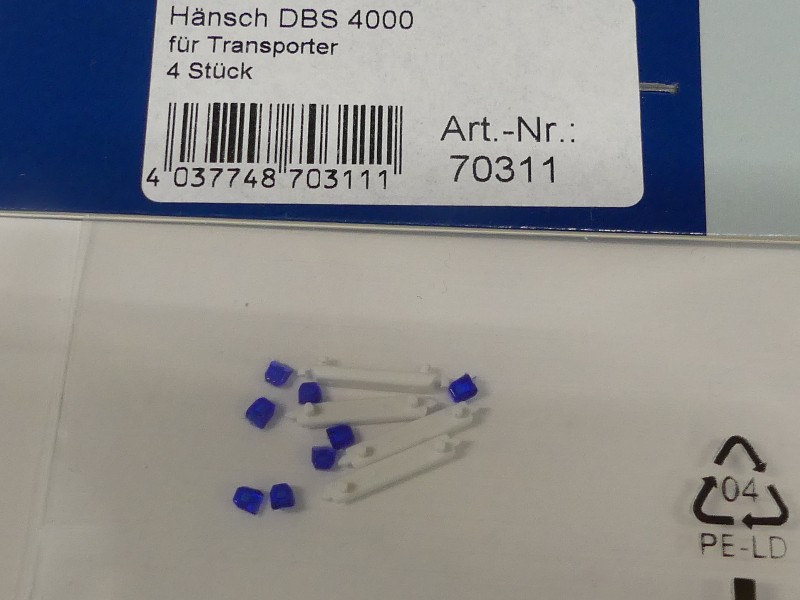 Hänsch DBS 4000
für Transporter
4 Stück
Art.-Nr.:
70311
4 037748 703111
04
PE-LD